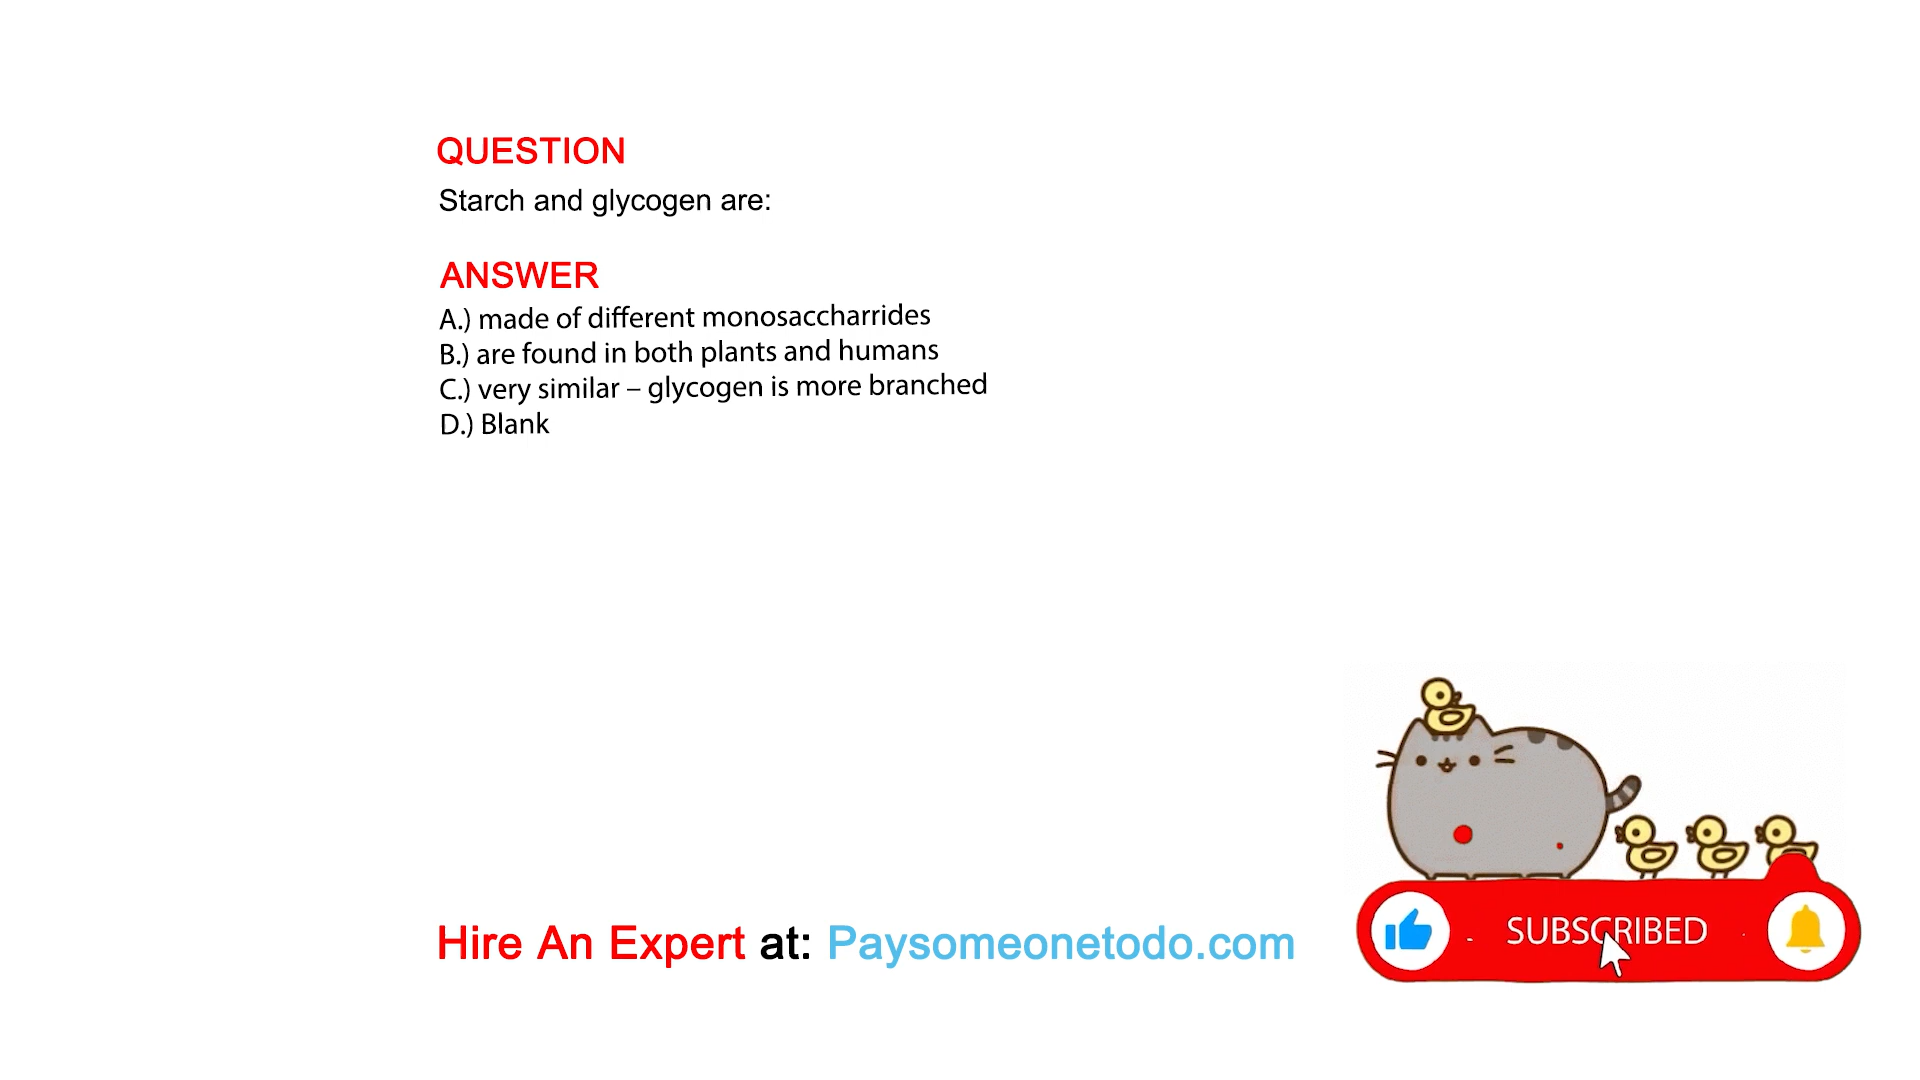 QUESTION
Starch and glycogen are:
ANSWER
A.) made of different monosaccharrides
B.) are found in both plants and humans
C.) very similar – glycogen is more branched
D.) Blank
Hire An Expert at: Paysomeonetodo.com
SUBSCRIBED